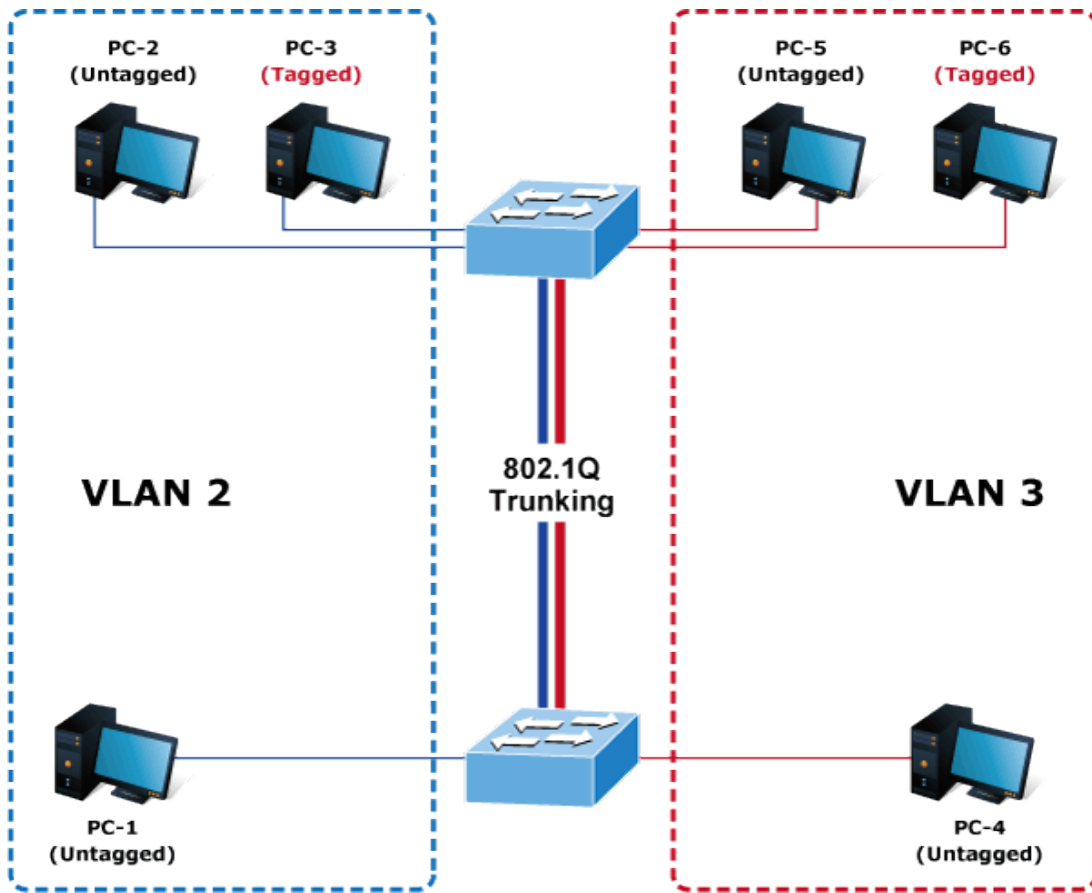 PC-2
(Untagged)
PC-3
(Tagged)
PC-5
(Untagged)
PC-6
(Tagged)
VLAN 2
802.1Q
Trunking
VLAN 3
PC-1
(Untagged)
PC-4
(Untagged)